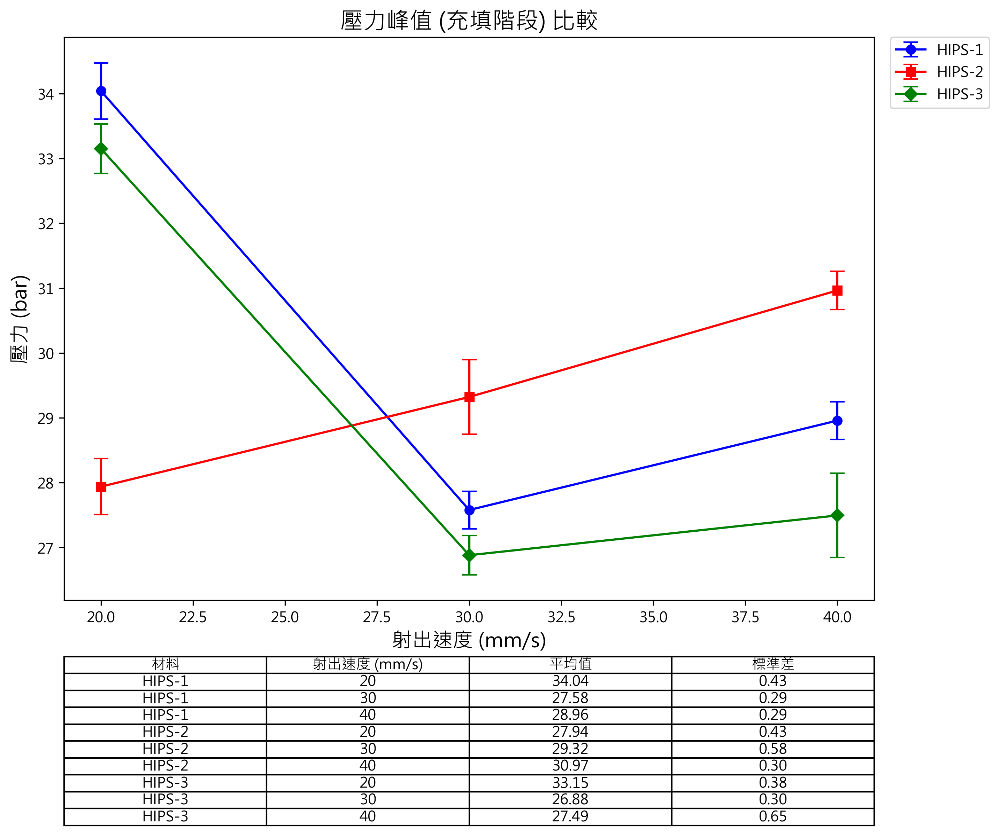 壓力峰值 (充填階段) 比較
HIPS-1
HIPS-2
HIPS-3
壓力 (bar)
34
33
32
31
30
29
28
27
20.0 22.5 25.0 27.5 30.0 32.5 35.0 37.5 40.0
射出速度 (mm/s)
材料 射出速度 (mm/s) 平均值 標準差
HIPS-1 20 34.04 0.43
HIPS-1 30 27.58 0.29
HIPS-1 40 28.96 0.29
HIPS-2 20 27.94 0.43
HIPS-2 30 29.32 0.58
HIPS-2 40 30.97 0.30
HIPS-3 20 33.15 0.38
HIPS-3 30 26.88 0.30
HIPS-3 40 27.49 0.65